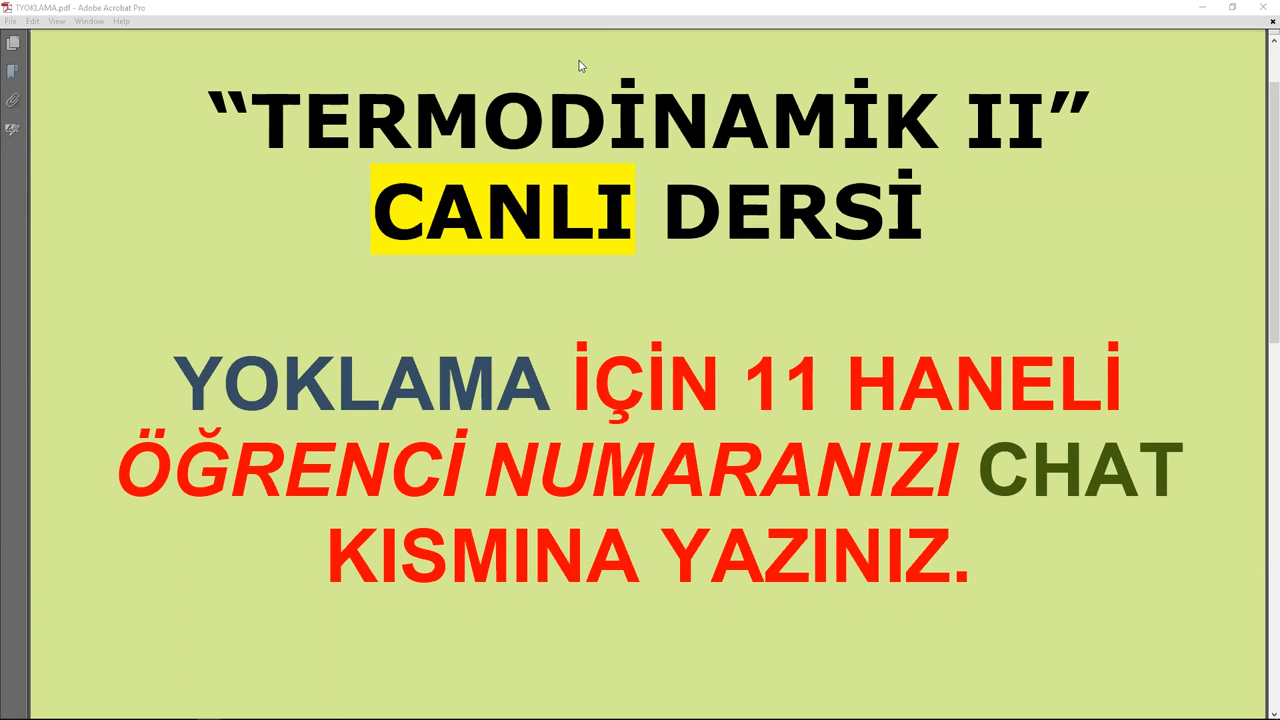 TYOKLAMA.pdf - Adobe Acrobat Pro
File Edit View Window Help
“TERMODİNAMİK II”
CANLI DERSİ
YOKLAMA İÇİN 11 HANELİ
ÖĞRENCİ NUMARANIZI CHAT
KISMINA YAZINIZ.